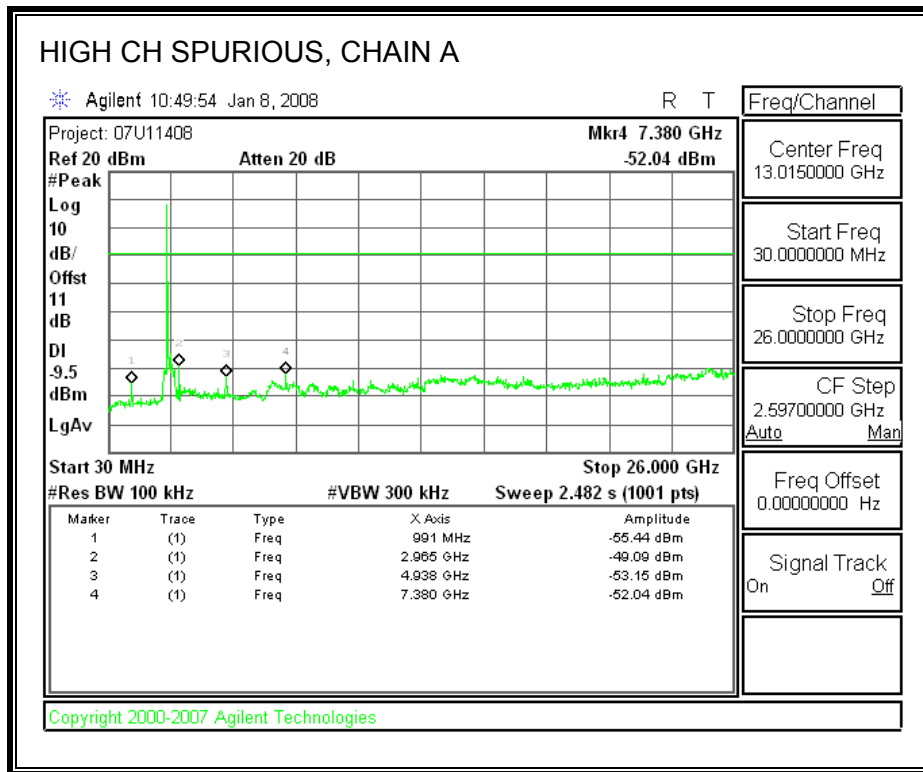 HIGH CH SPURIOUS, CHAIN A
Agilent 10:49:54 Jan 8, 2008 R T
Freq/Channel
Project: 07U11408 Mkr4 7.380 GHz
Ref 20 dBm Atten 20 dB -52.04 dBm
#Peak
Log
10
dB/
Offst
11
dB
DI
-9.5
dBm
LgAv
1
2
3
4
Start 30 MHz Stop 26.000 GHz
#Res BW 100 kHz #VBW 300 kHz Sweep 2.482 s (1001 pts)
Marker Trace Type X Axis Amplitude
1 (1) Freq 991 MHz -55.44 dBm
2 (1) Freq 2.965 GHz -49.09 dBm
3 (1) Freq 4.938 GHz -53.15 dBm
4 (1) Freq 7.380 GHz -52.04 dBm
Center Freq
13.0150000 GHz
Start Freq
30.0000000 MHz
Stop Freq
26.0000000 GHz
CF Step
2.59700000 GHz
Auto Man
Freq Offset
0.00000000 Hz
Signal Track
On Off
Copyright 2000-2007 Agilent Technologies